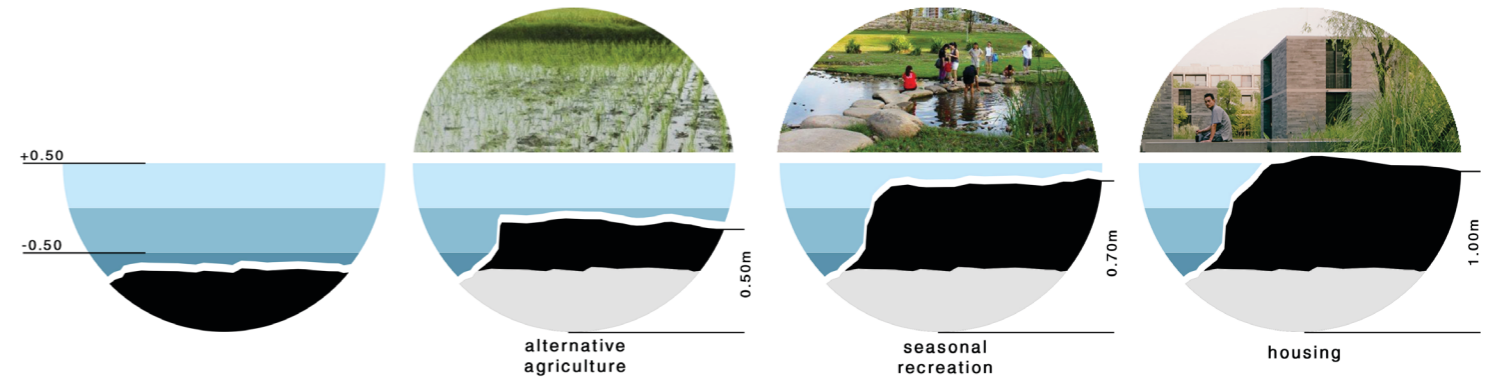 +0.50
-0.50
0.50m
0.70m
1.00m
alternative
agriculture
seasonal
recreation
housing